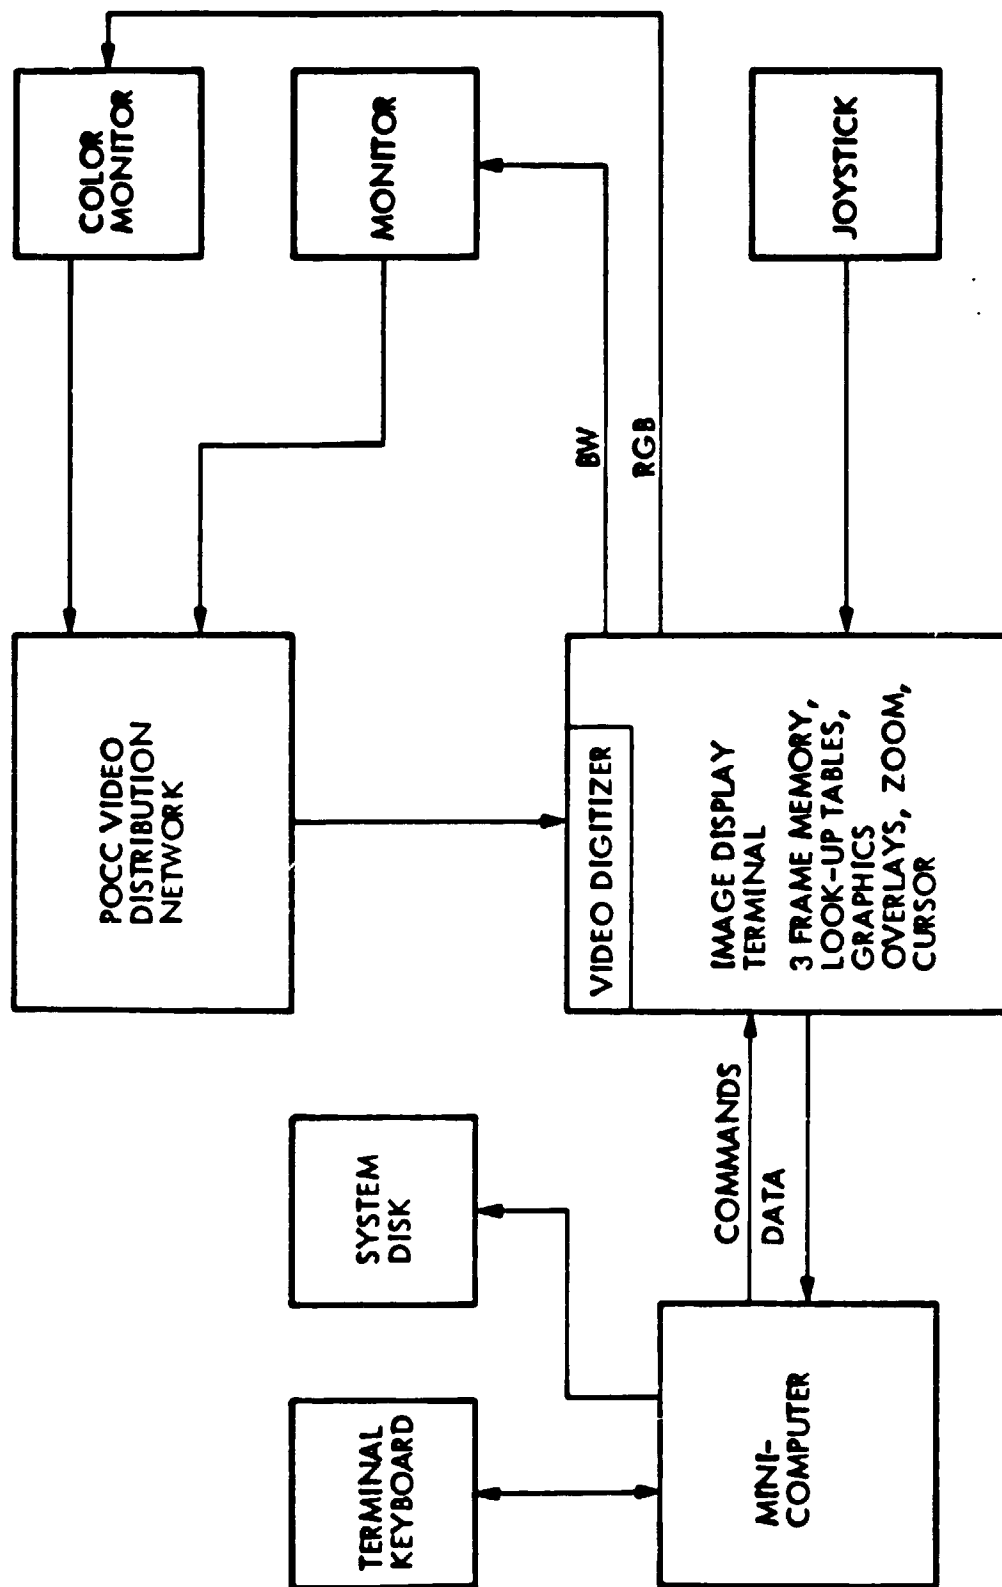 COLOR
MONITOR
MONITOR
JOYSTICK
BW
RGB
POCC VIDEO
DISTRIBUTION
NETWORK
VIDEO DIGITIZER
IMAGE DISPLAY
TERMINAL
3 FRAME MEMORY,
LOOK-UP TABLES,
GRAPHICS
OVERLAYS, ZOOM,
CURSOR
SYSTEM
DISK
COMMANDS
DATA
TERMINAL
KEYBOARD
MINI-
COMPUTER